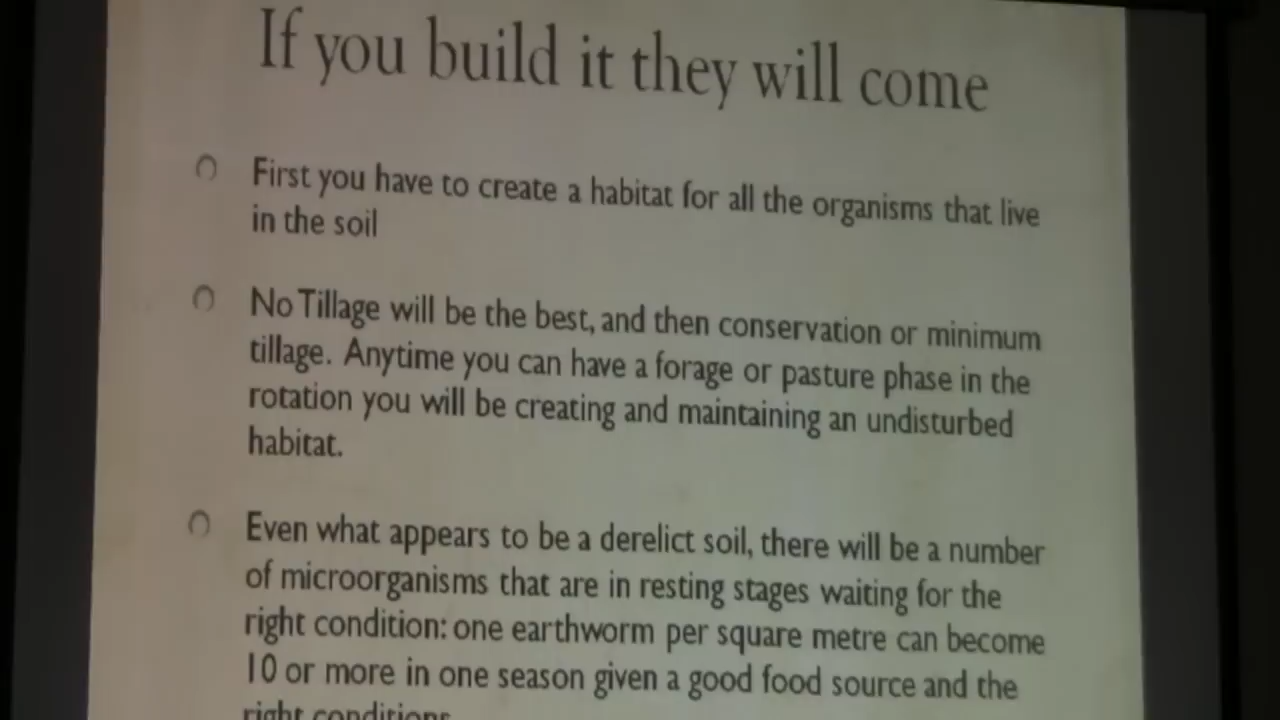 If you build it they will come
First you have to create a habitat for all the organisms that live
in the soil
No Tillage will be the best, and then conservation or minimum
tillage. Anytime you can have a forage or pasture phase in the
rotation you will be creating and maintaining an undisturbed
habitat.
Even what appears to be a derelict soil, there will be a number
of microorganisms that are in resting stages waiting for the
right condition: one earthworm per square metre can become
10 or more in one season given a good food source and the
right conditions